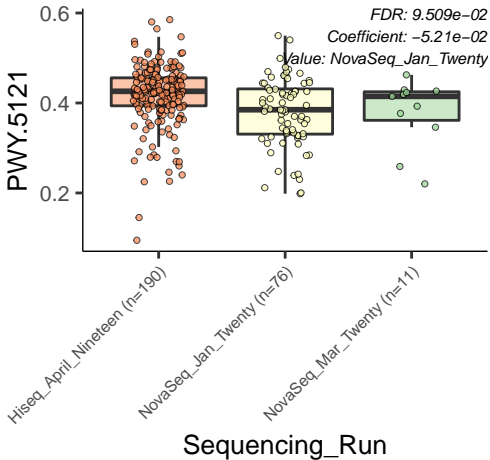 FDR: 9.509e−02
Coefficient: −5.21e−02
Value: NovaSeq_Jan_Twenty
0.6
0.4
0.2
PWY.5121
Hiseq_April_Nineteen (n=190)
NovaSeq_Jan_Twenty (n=76)
NovaSeq_Mar_Twenty (n=11)
Sequencing_Run